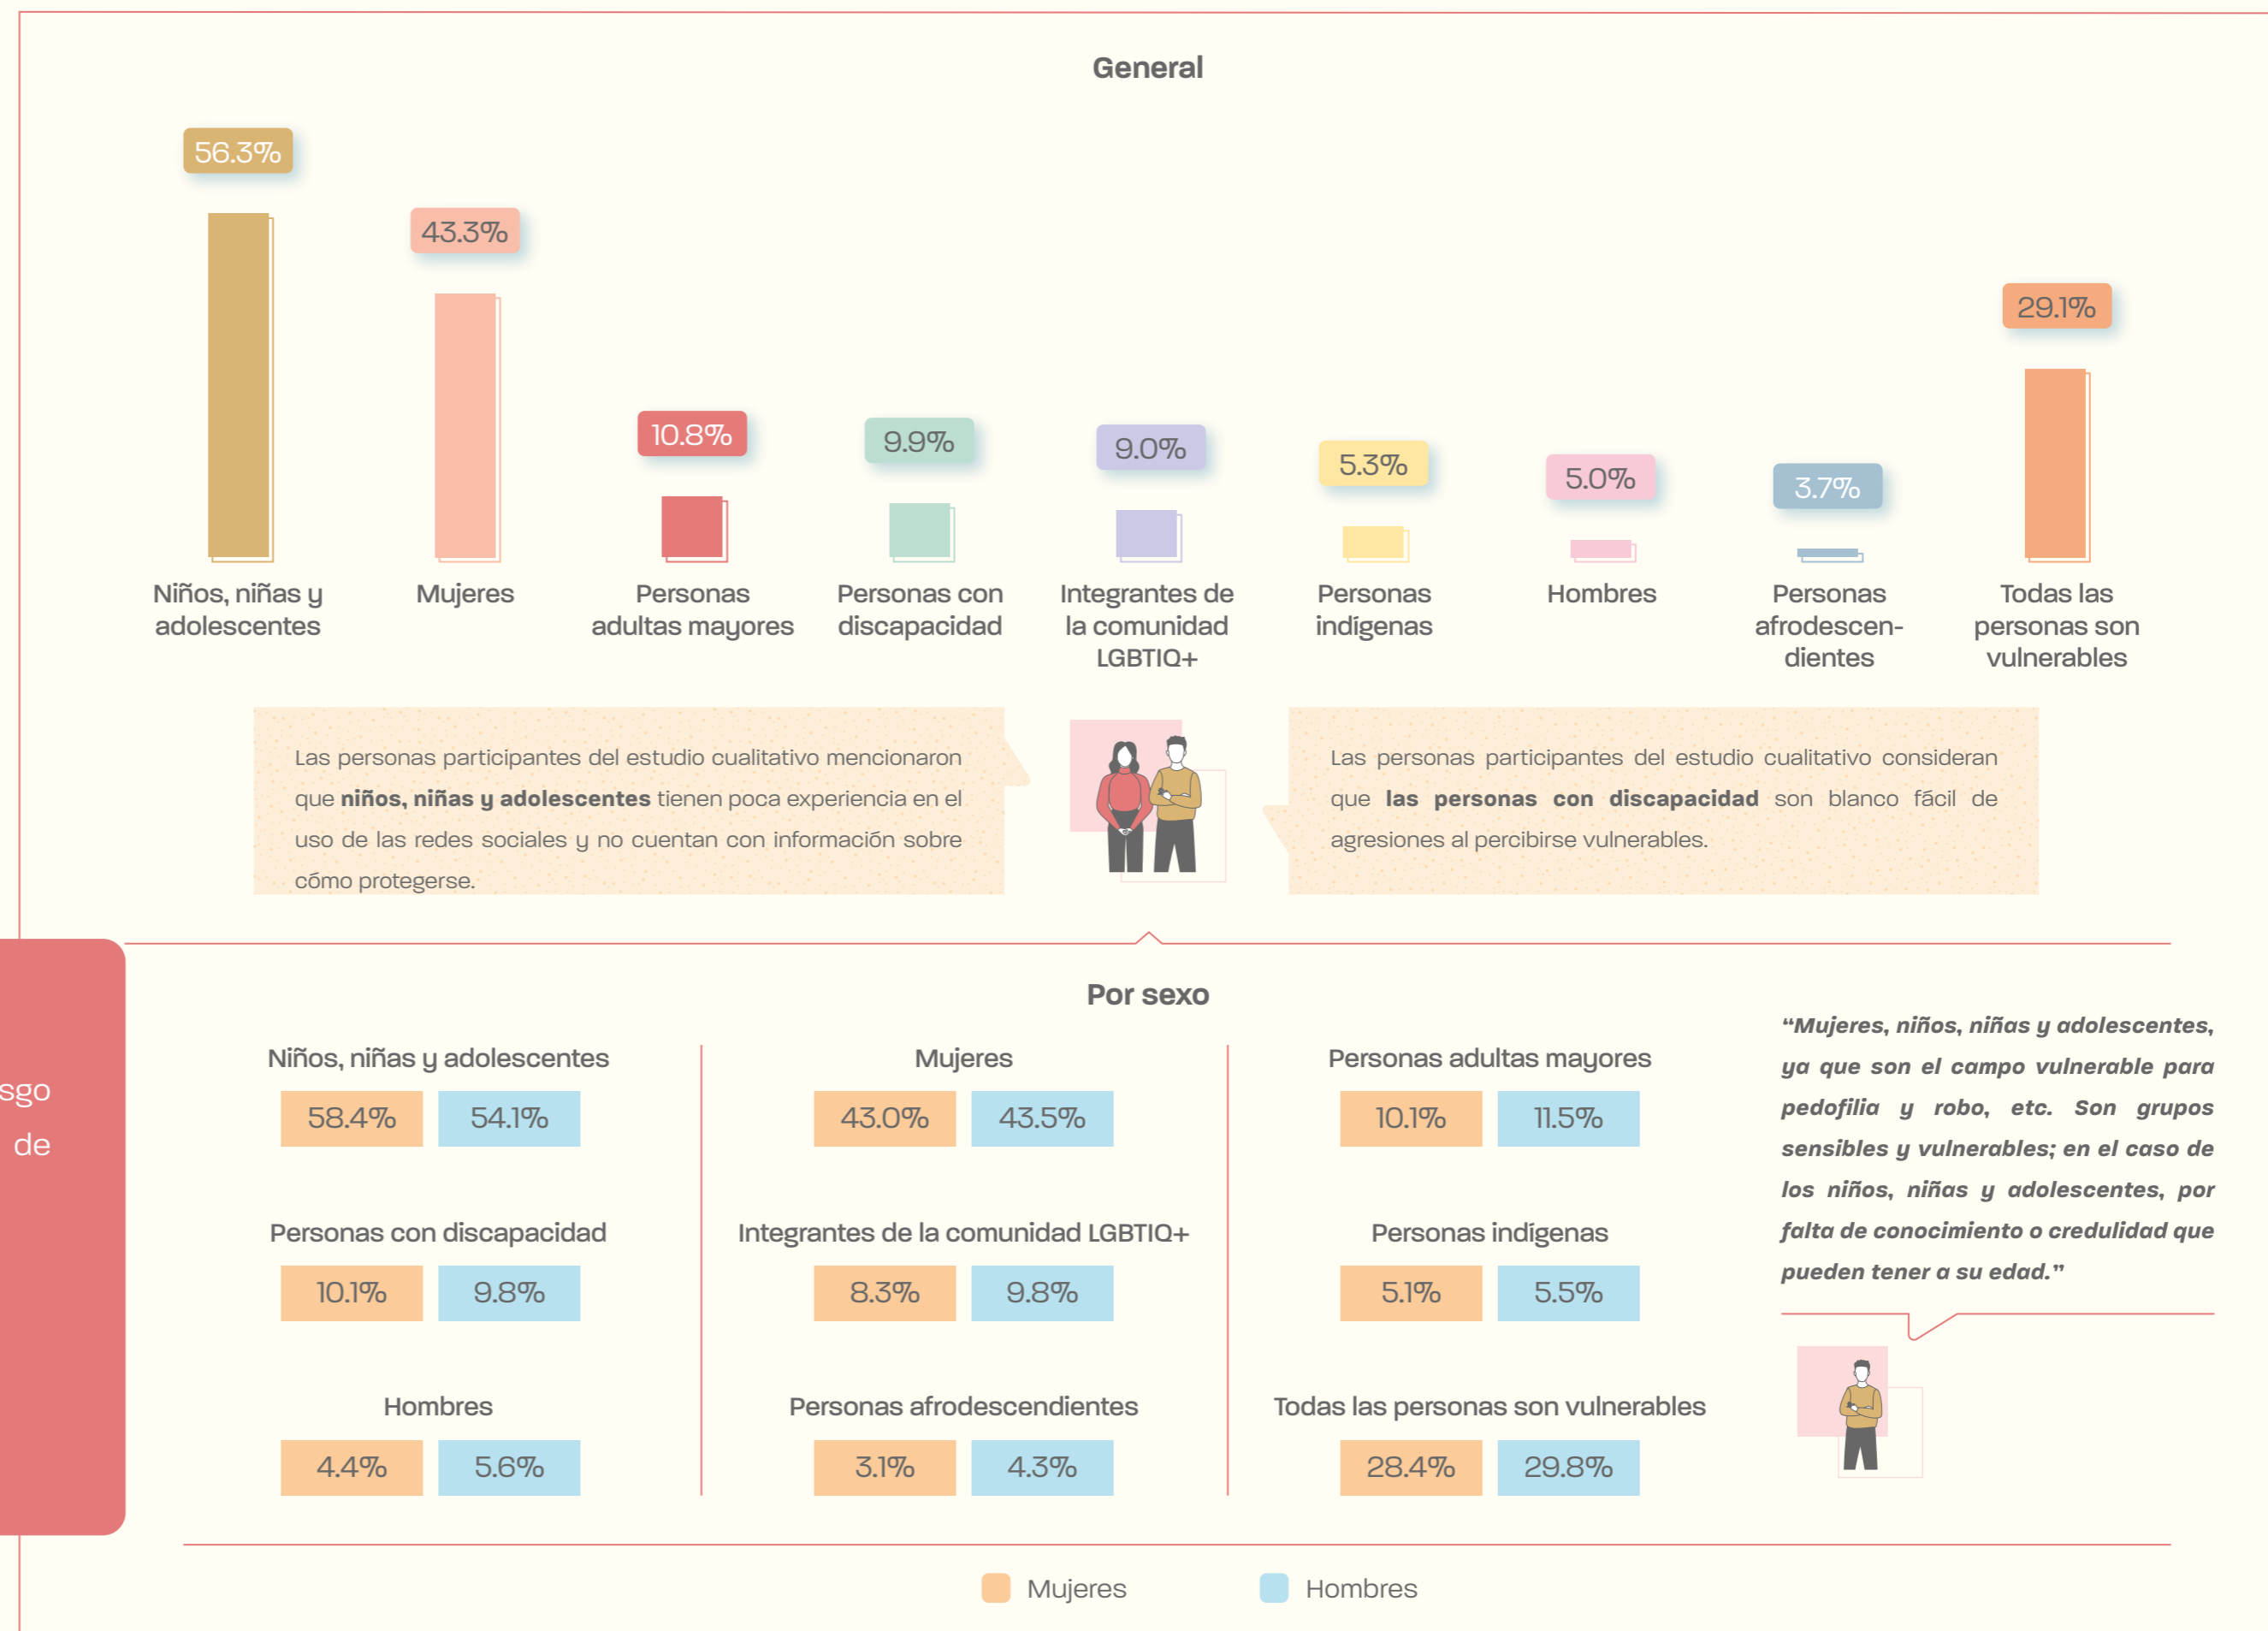 General
56.3%
43.3%
10.8%
9.9%
9.0%
5.3%
5.0%
3.7%
29.1%
Niños, niñas y
adolescentes
Mujeres
Personas
adultas mayores
Personas con
discapacidad
Integrantes de
la comunidad
LGBTIQ+
Personas
indígenas
Hombres
Personas
afrodescen-
dientes
Todas las
personas son
vulnerables
Las personas participantes del estudio cualitativo mencionaron
que niños, niñas y adolescentes tienen poca experiencia en el
uso de las redes sociales y no cuentan con información sobre
cómo protegerse.
Las personas participantes del estudio cualitativo consideran
que las personas con discapacidad son blanco fácil de
agresiones al percibirse vulnerables.
sgo
de
Por sexo
Niños, niñas y adolescentes
58.4% 54.1%
Mujeres
43.0% 43.5%
Personas adultas mayores
10.1% 11.5%
Personas con discapacidad
10.1% 9.8%
Integrantes de la comunidad LGBTIQ+
8.3% 9.8%
Personas indígenas
5.1% 5.5%
Hombres
4.4% 5.6%
Personas afrodescendientes
3.1% 4.3%
Todas las personas son vulnerables
28.4% 29.8%
“Mujeres, niños, niñas y adolescentes,
ya que son el campo vulnerable para
pedofilia y robo, etc. Son grupos
sensibles y vulnerables; en el caso de
los niños, niñas y adolescentes, por
falta de conocimiento o credulidad que
pueden tener a su edad.”
Mujeres
Hombres